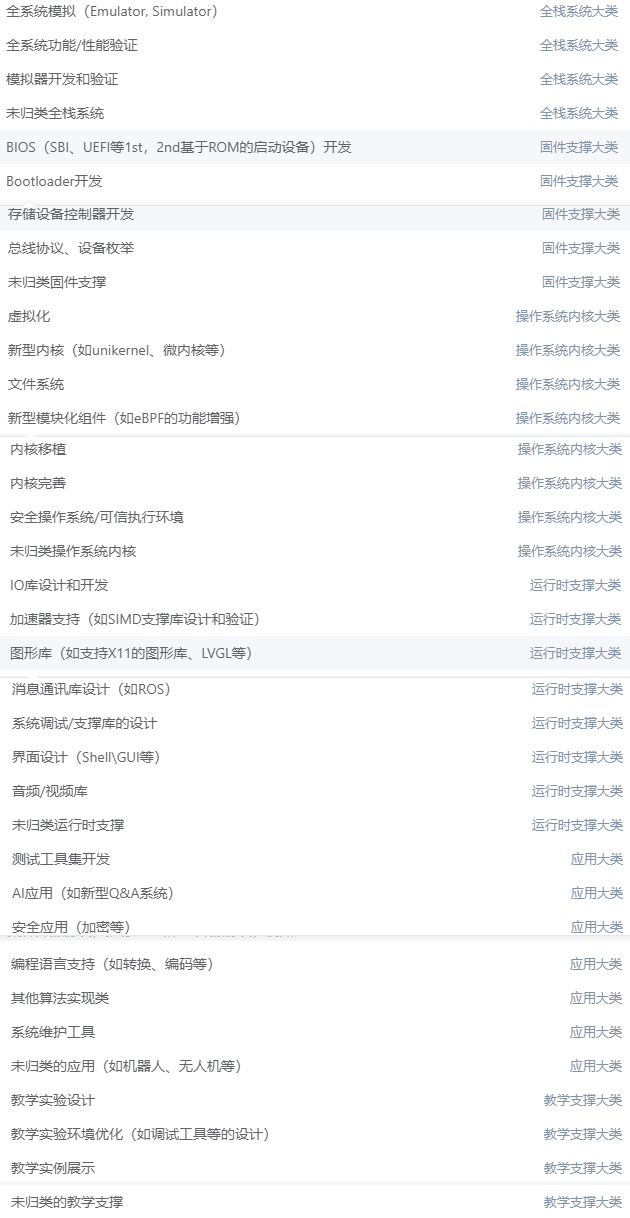 全系统模拟（Emulator, Simulator） 全栈系统大类
全系统功能/性能验证 全栈系统大类
模拟器开发和验证 全栈系统大类
未归类全栈系统 全栈系统大类
BIOS（SBI、UEFI等1st，2nd基于ROM的启动设备）开发 固件支撑大类
Bootloader开发 固件支撑大类
存储设备控制器开发 固件支撑大类
总线协议、设备枚举 固件支撑大类
未归类固件支撑 固件支撑大类
虚拟化 操作系统内核大类
新型内核（如unikernel、微内核等） 操作系统内核大类
文件系统 操作系统内核大类
新型模块化组件（如eBPF的功能增强） 操作系统内核大类
内核移植 操作系统内核大类
内核完善 操作系统内核大类
安全操作系统/可信执行环境 操作系统内核大类
未归类操作系统内核 操作系统内核大类
IO库设计和开发 运行时支撑大类
加速器支持（如SIMD支撑库设计和验证） 运行时支撑大类
图形库（如支持X11的图形库、LVGL等） 运行时支撑大类
消息通讯库设计（如ROS） 运行时支撑大类
系统调试/支撑库的设计 运行时支撑大类
界面设计（Shell\GUI等） 运行时支撑大类
音频/视频库 运行时支撑大类
未归类运行时支撑 运行时支撑大类
测试工具集开发 应用大类
AI应用（如新型Q&A系统） 应用大类
安全应用（加密等） 应用大类
编程语言支持（如转换、编码等） 应用大类
其他算法实现类 应用大类
系统维护工具 应用大类
未归类的应用（如机器人、无人机等） 应用大类
教学实验设计 教学支撑大类
教学实验环境优化（如调试工具等的设计） 教学支撑大类
教学实例展示 教学支撑大类
未归类的教学支撑 教学支撑大类